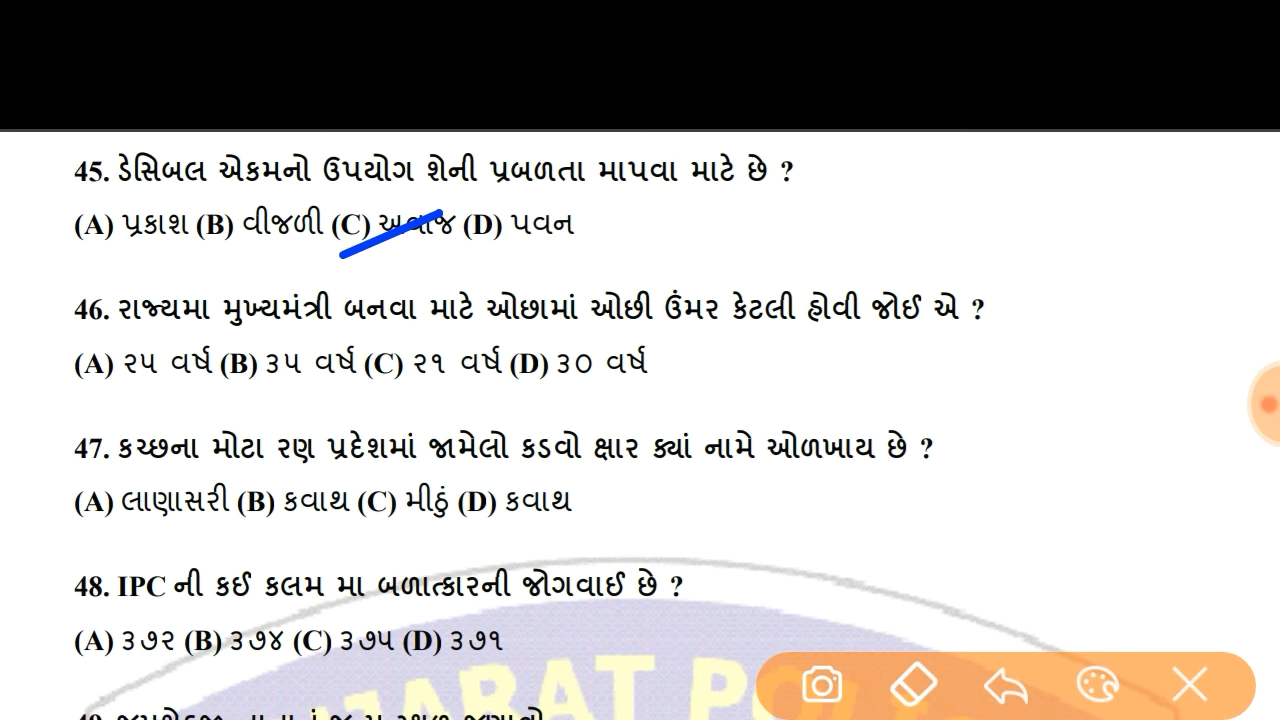 45. ડેસિબલ એકમનો ઉપયોગ શેની પ્રબળતા માપવા માટે છે ?
(A) પ્રકાશ (B) વીજળી (C) અવાજ (D) પવન
46. રાજ્યમા મુખ્યમંત્રી બનવા માટે ઓછામાં ઓછી ઉંમર કેટલી હોવી જોઈ એ ?
(A) ૨૫ વર્ષ (B) ૩૫ વર્ષ (C) ૨૧ વર્ષ (D) ૩૦ વર્ષ
47. કચ્છના મોટા રણ પ્રદેશમાં જામેલો કડવો ક્ષાર ક્યાં નામે ઓળખાય છે ?
(A) લાણાસરી (B) કવાથ (C) મીઠું (D) કવાથ
48. IPC ની કઈ કલમ મા બળાત્કારની જોગવાઈ છે ?
(A) ૩૭૨ (B) ૩૭૪ (C) ૩૭૫ (D) ૩૭૧